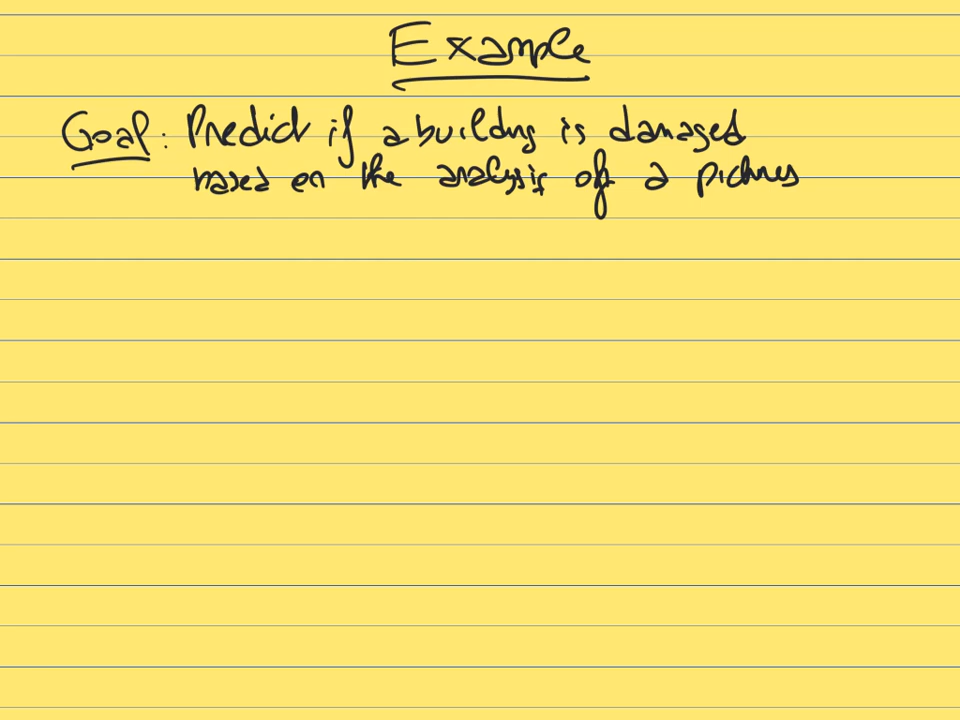 Example
Goal: Predict if a building is damaged
based on the analysis of a pictures